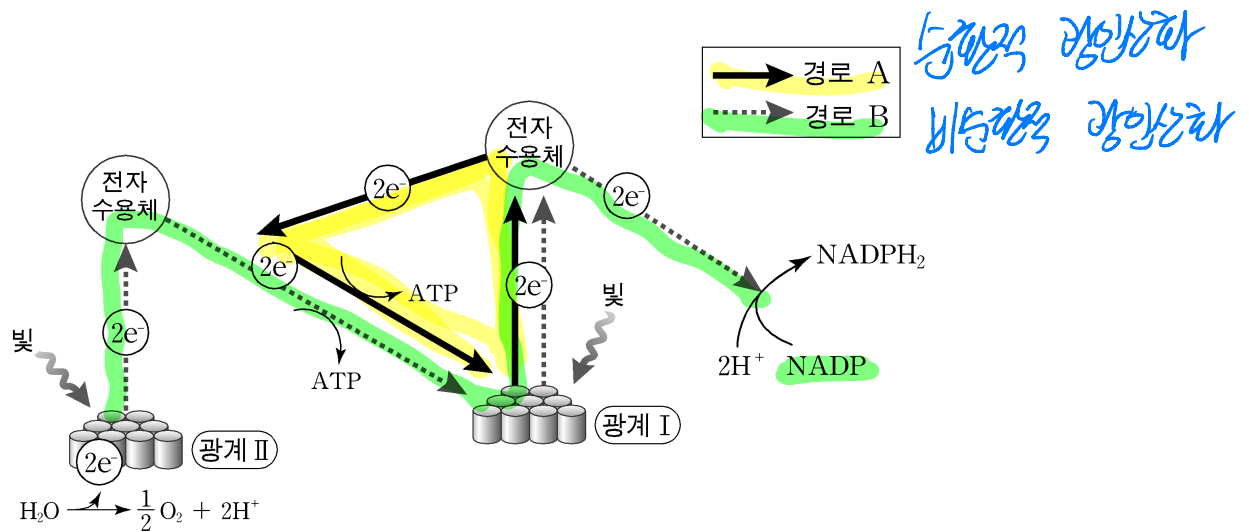 경로 A 순환적 광인산화
경로 B 비순환적 광인산화
전자
수용체
전자
수용체
2e⁻
2e⁻
2e⁻
ATP
2e⁻
2e⁻
ATP
NADPH₂
2H⁺ NADP
빛
빛
광계 Ⅱ
광계 Ⅰ
2e⁻
H₂O → 1/2 O₂ + 2H⁺